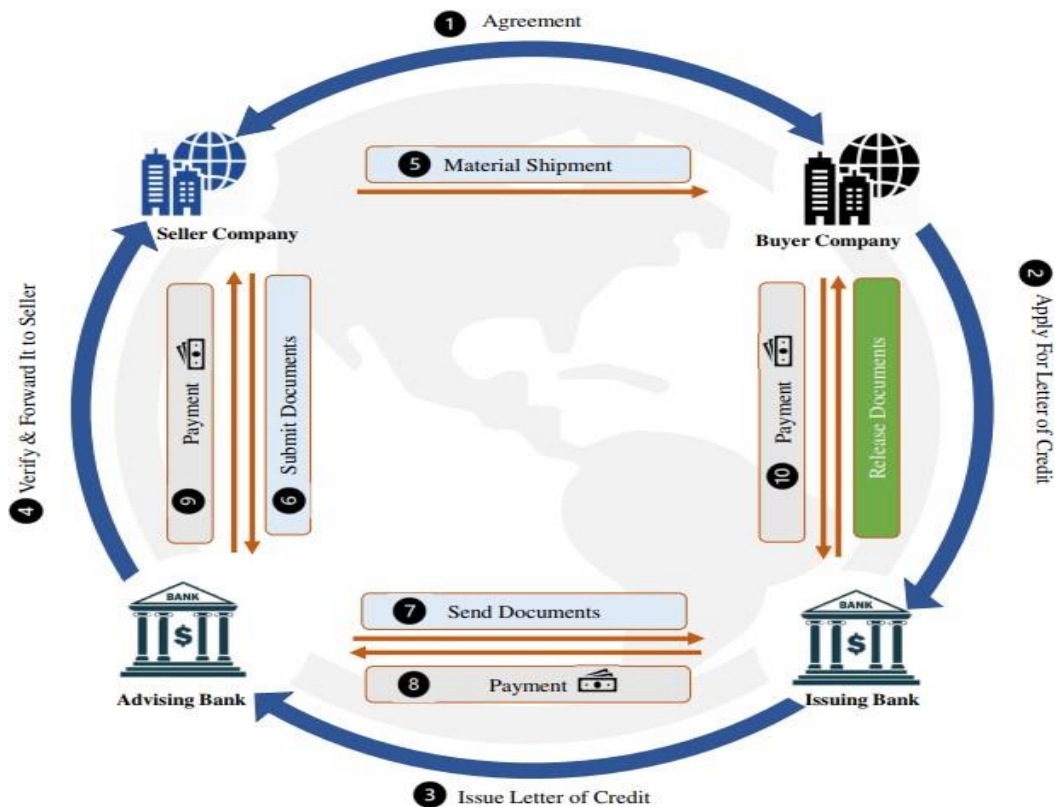 1 Agreement
5 Material Shipment
Seller Company
Buyer Company
2 Apply For Letter of Credit
4 Verify & Forward It to Seller
9 Payment
6 Submit Documents
10 Payment
Release Documents
BANK
$
Advising Bank
BANK
$
Issuing Bank
7 Send Documents
8 Payment
3 Issue Letter of Credit